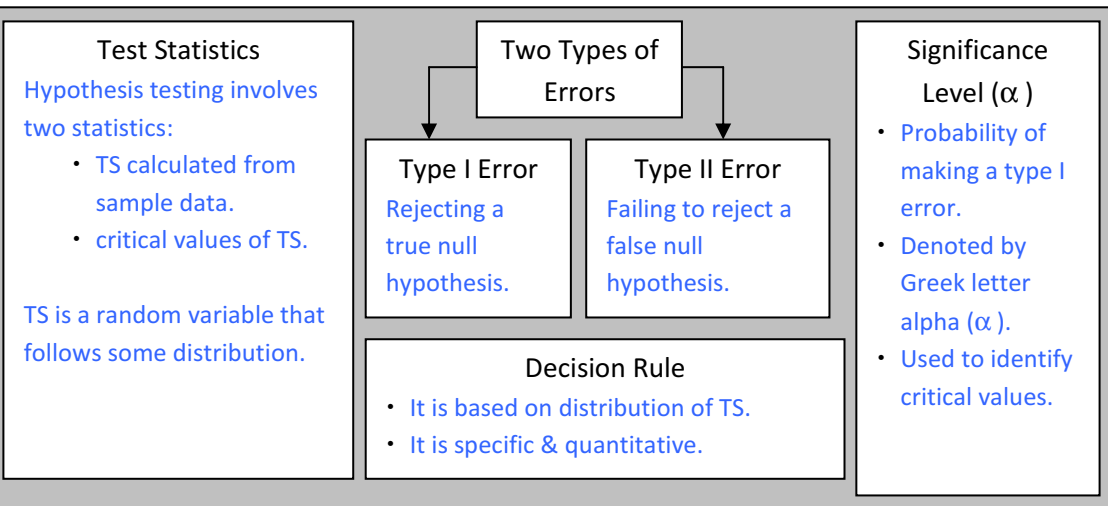 Test Statistics
Hypothesis testing involves
two statistics:
· TS calculated from
sample data.
· critical values of TS.
TS is a random variable that
follows some distribution.
Two Types of
Errors
Type I Error
Rejecting a
true null
hypothesis.
Type II Error
Failing to reject a
false null
hypothesis.
Decision Rule
· It is based on distribution of TS.
· It is specific & quantitative.
Significance
Level (α )
· Probability of
making a type I
error.
· Denoted by
Greek letter
alpha (α ).
· Used to identify
critical values.